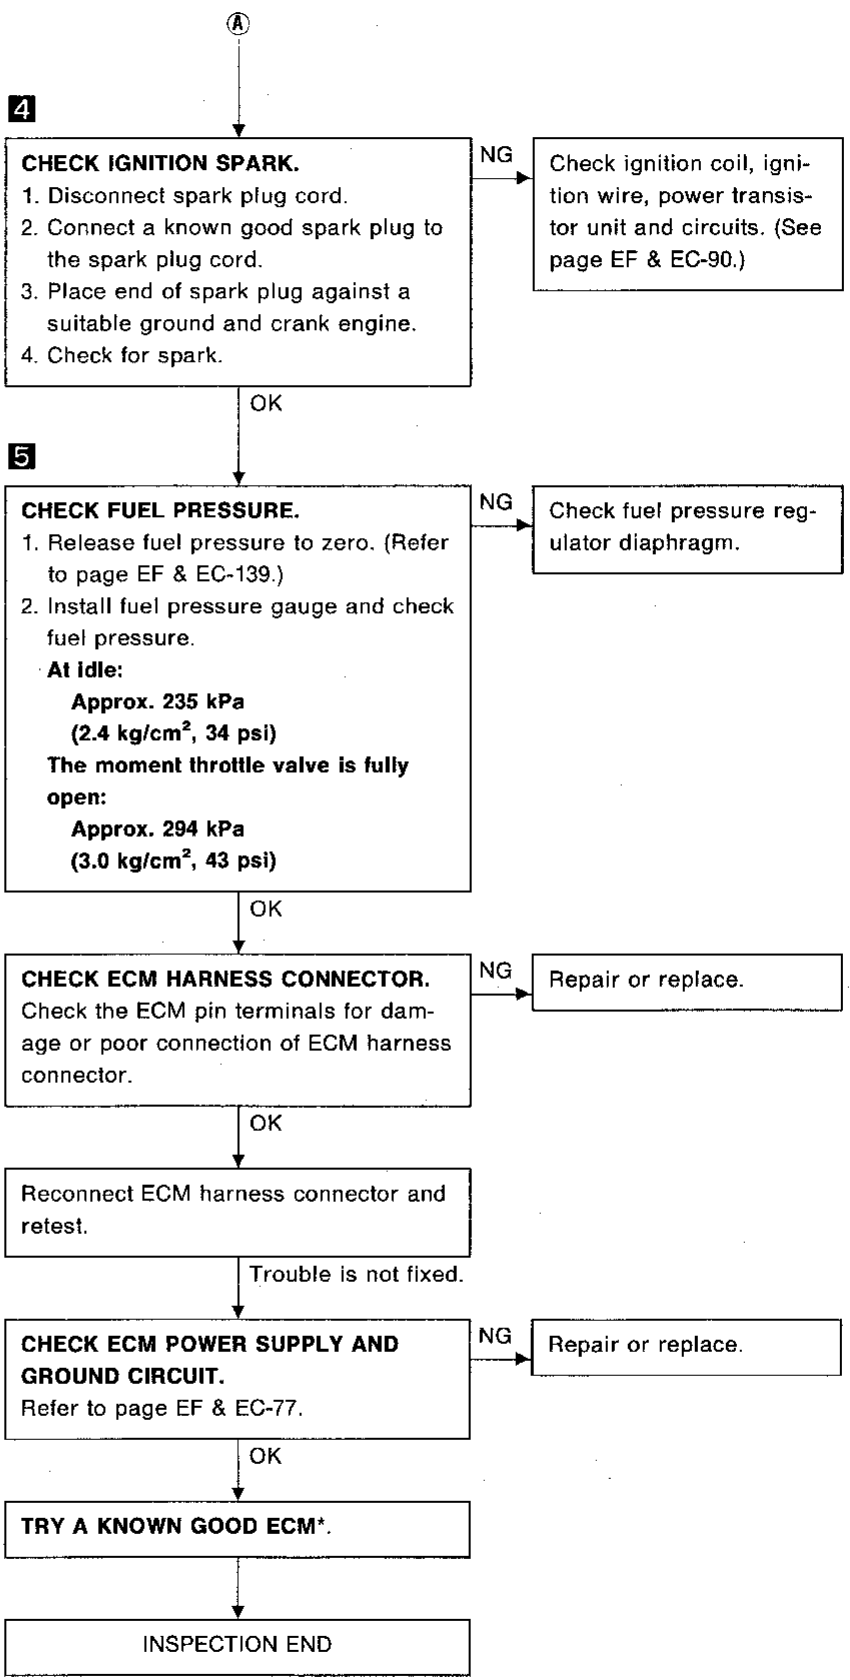 A
4
CHECK IGNITION SPARK.
1. Disconnect spark plug cord.
2. Connect a known good spark plug to
the spark plug cord.
3. Place end of spark plug against a
suitable ground and crank engine.
4. Check for spark.
NG
Check ignition coil, igni-
tion wire, power transis-
tor unit and circuits. (See
page EF & EC-90.)
OK
5
CHECK FUEL PRESSURE.
1. Release fuel pressure to zero. (Refer
to page EF & EC-139.)
2. Install fuel pressure gauge and check
fuel pressure.
At idle:
Approx. 235 kPa
(2.4 kg/cm², 34 psi)
The moment throttle valve is fully
open:
Approx. 294 kPa
(3.0 kg/cm², 43 psi)
NG
Check fuel pressure reg-
ulator diaphragm.
OK
CHECK ECM HARNESS CONNECTOR.
Check the ECM pin terminals for dam-
age or poor connection of ECM harness
connector.
NG
Repair or replace.
OK
Reconnect ECM harness connector and
retest.
Trouble is not fixed.
CHECK ECM POWER SUPPLY AND
GROUND CIRCUIT.
Refer to page EF & EC-77.
NG
Repair or replace.
OK
TRY A KNOWN GOOD ECM*.
INSPECTION END